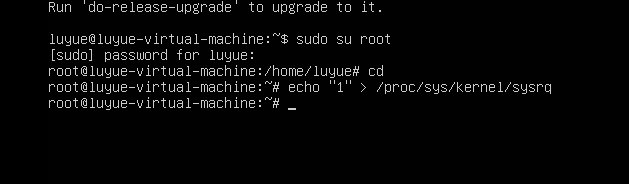 Run 'do-release-upgrade' to upgrade to it.
luyue@luyue-virtual-machine:~$ sudo su root
[sudo] password for luyue:
root@luyue-virtual-machine:/home/luyue# cd
root@luyue-virtual-machine:~# echo "1" > /proc/sys/kernel/sysrq
root@luyue-virtual-machine:~# _